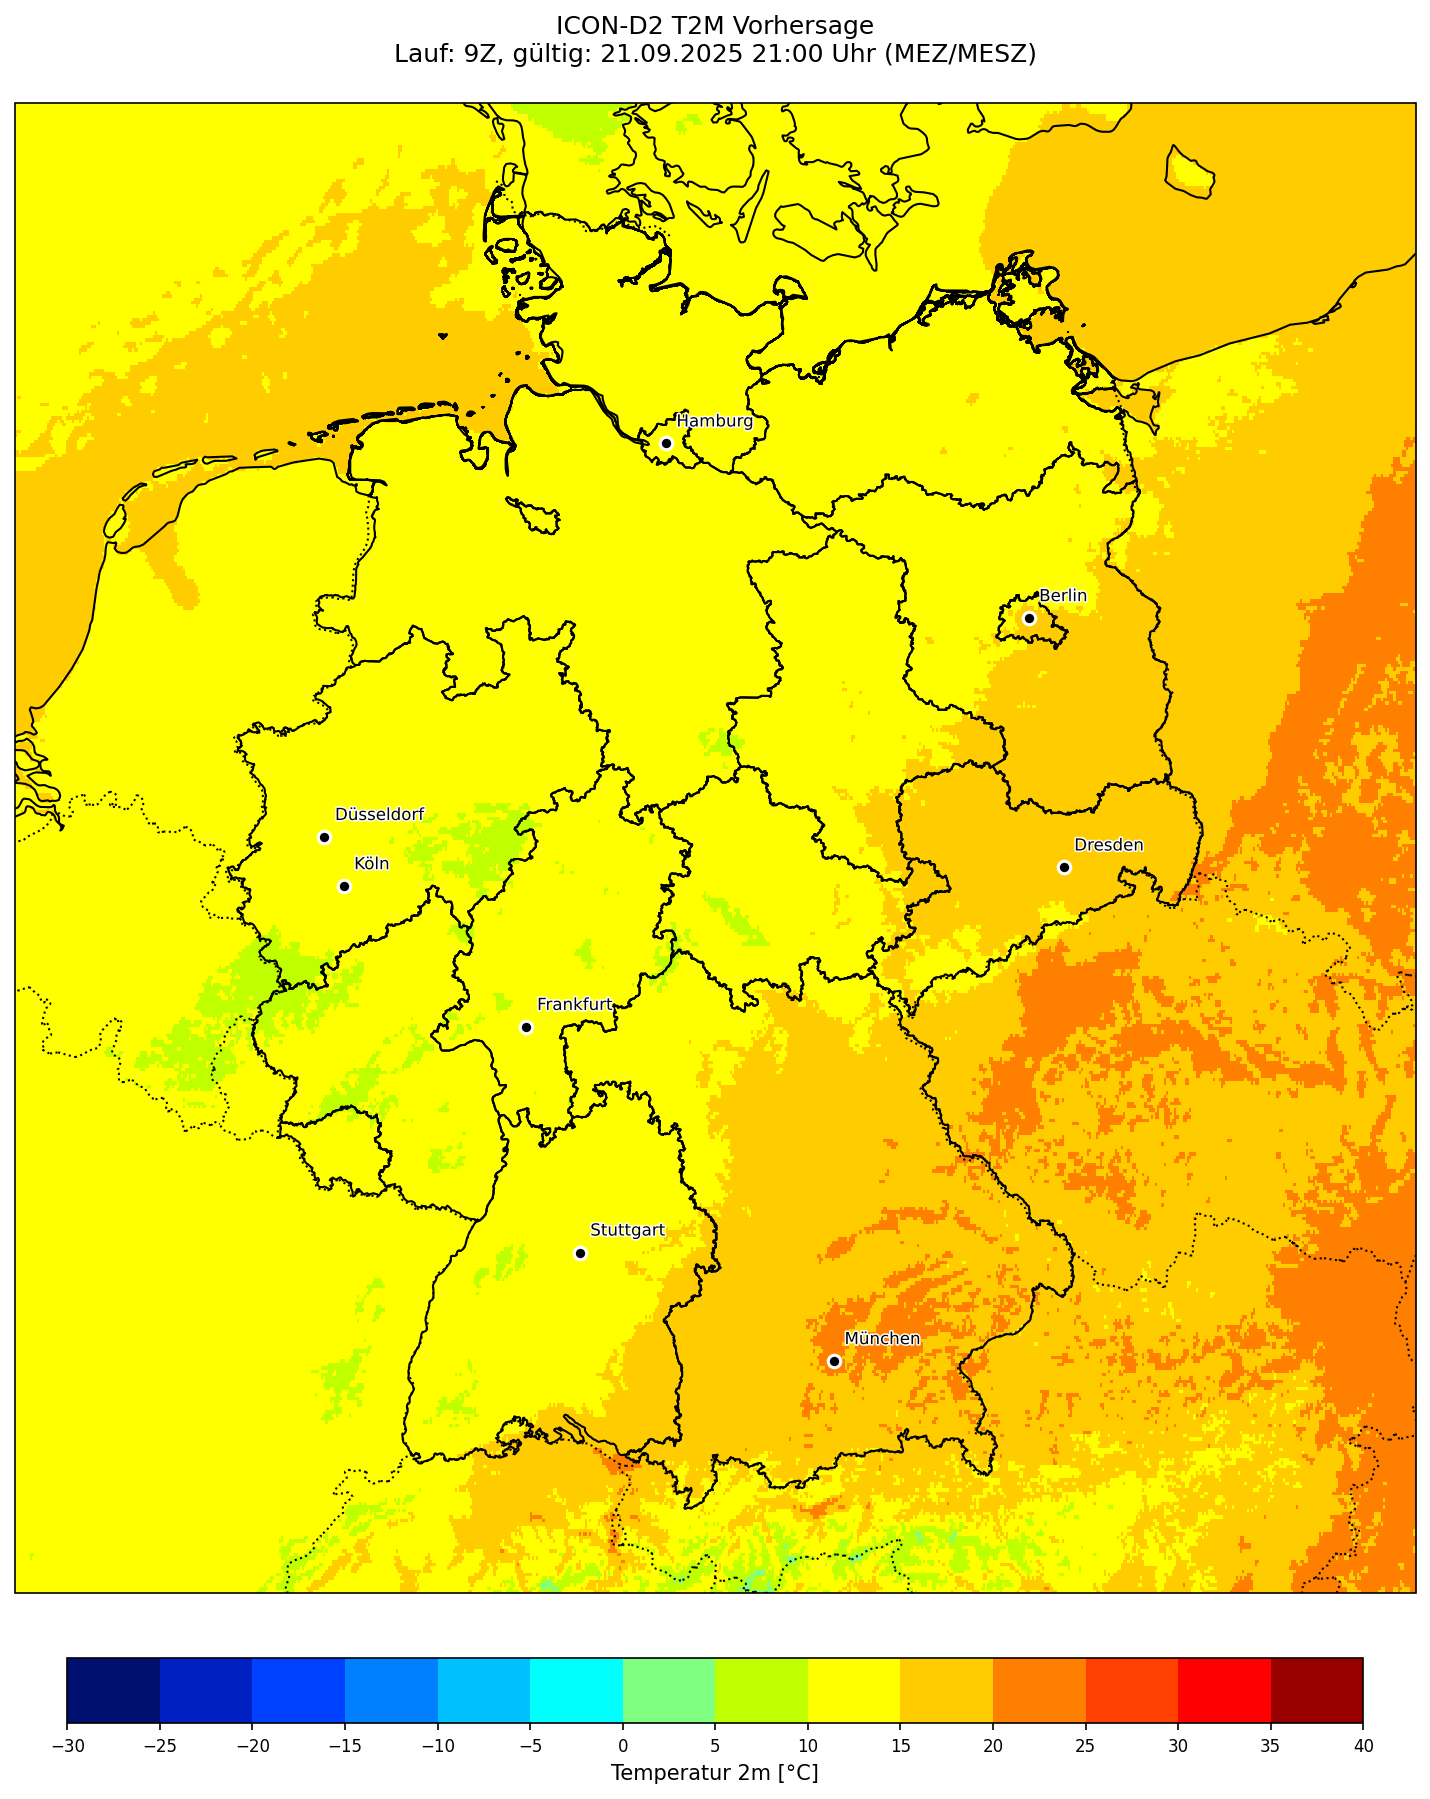 ICON-D2 T2M Vorhersage
Lauf: 9Z, gültig: 21.09.2025 21:00 Uhr (MEZ/MESZ)
Hamburg
Berlin
Düsseldorf
Köln
Dresden
Frankfurt
Stuttgart
München
−30 −25 −20 −15 −10 −5 0 5 10 15 20 25 30 35 40
Temperatur 2m [°C]